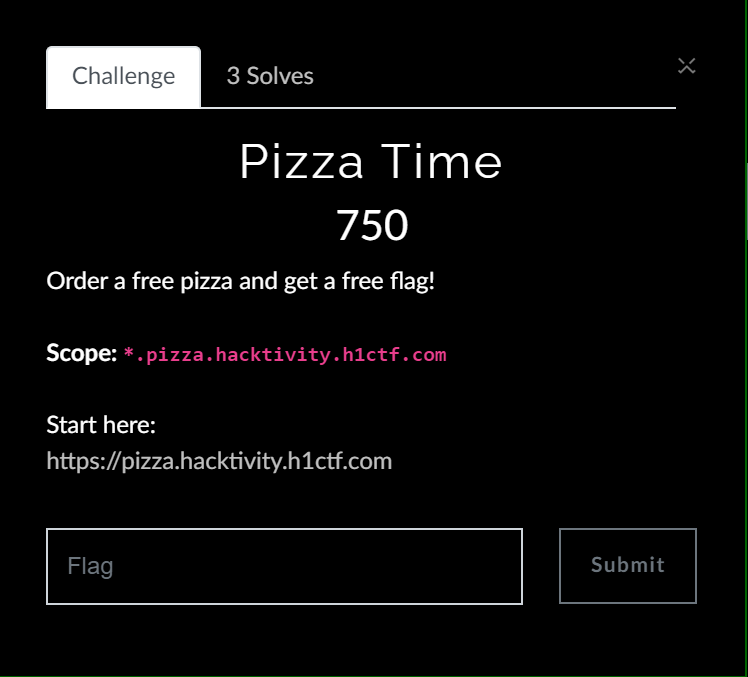 Challenge
3 Solves
Pizza Time
750
Order a free pizza and get a free flag!
Scope: *.pizza.hacktivity.h1ctf.com
Start here:
https://pizza.hacktivity.h1ctf.com
Flag
Submit